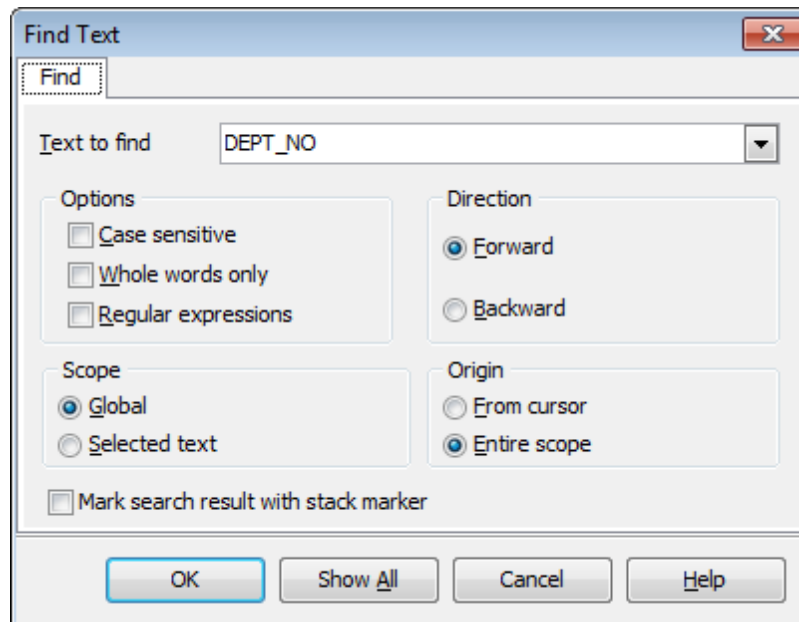 Find Text
Find
Text to find DEPT_NO
Options
Case sensitive
Whole words only
Regular expressions
Direction
Forward
Backward
Scope
Global
Selected text
Origin
From cursor
Entire scope
Mark search result with stack marker
OK Show All Cancel Help